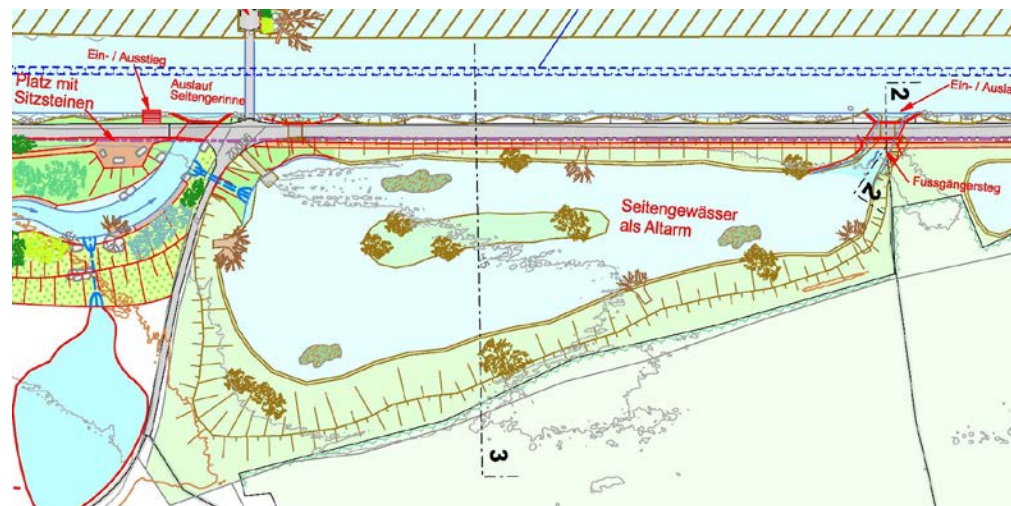 Ein- / Ausstieg
Platz mit
Sitzsteinen
Auslauf
Seitengerinne
2
Ein- / Ausla
2
Fussgängersteg
Seitengewässer
als Altarm
3